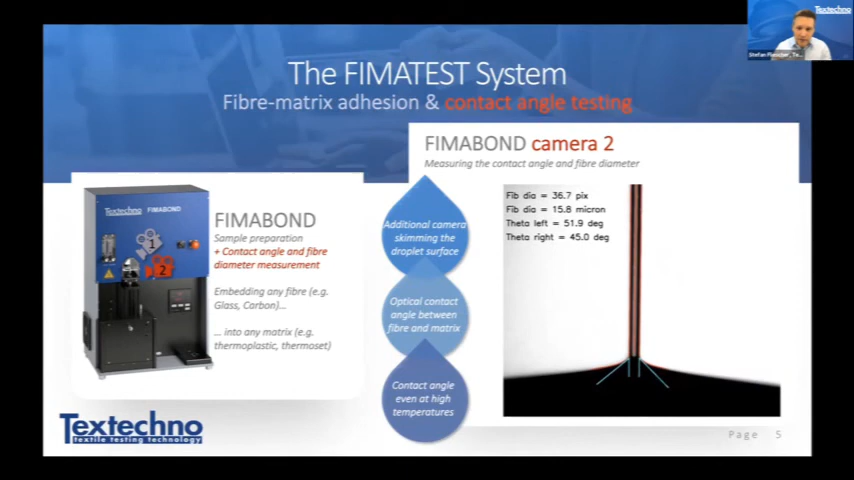 Textechno
Stefan Fliescher_Te...
The FIMATEST System
Fibre-matrix adhesion & contact angle testing
FIMABOND camera 2
Measuring the contact angle and fibre diameter
Textechno FIMABOND
1
2
FIMABOND
Sample preparation
+ Contact angle and fibre
diameter measurement
Embedding any fibre (e.g.
Glass, Carbon)...
... into any matrix (e.g.
thermoplastic, thermoset)
Additional camera
skimming the
droplet surface
Optical contact
angle between
fibre and matrix
Contact angle
even at high
temperatures
Fib dia = 36.7 pix
Fib dia = 15.8 micron
Theta left = 51.9 deg
Theta right = 45.0 deg
Textechno
textile testing technology
Page 5